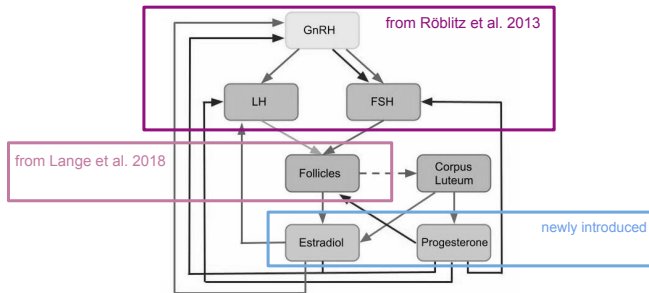 from Röblitz et al. 2013
GnRH
LH
FSH
from Lange et al. 2018
Follicles
Corpus
Luteum
newly introduced
Estradiol
Progesterone